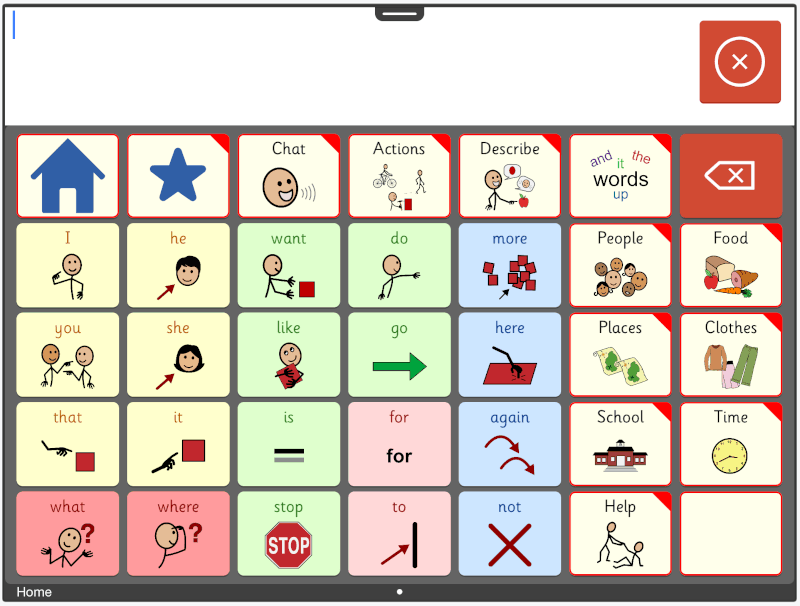 Chat
Actions
Describe
and
it
the
words
up
I
he
want
do
more
People
Food
you
she
like
go
here
Places
Clothes
that
it
is
for
for
again
School
Time
what
?
where
?
stop
STOP
to
not
Help
Home